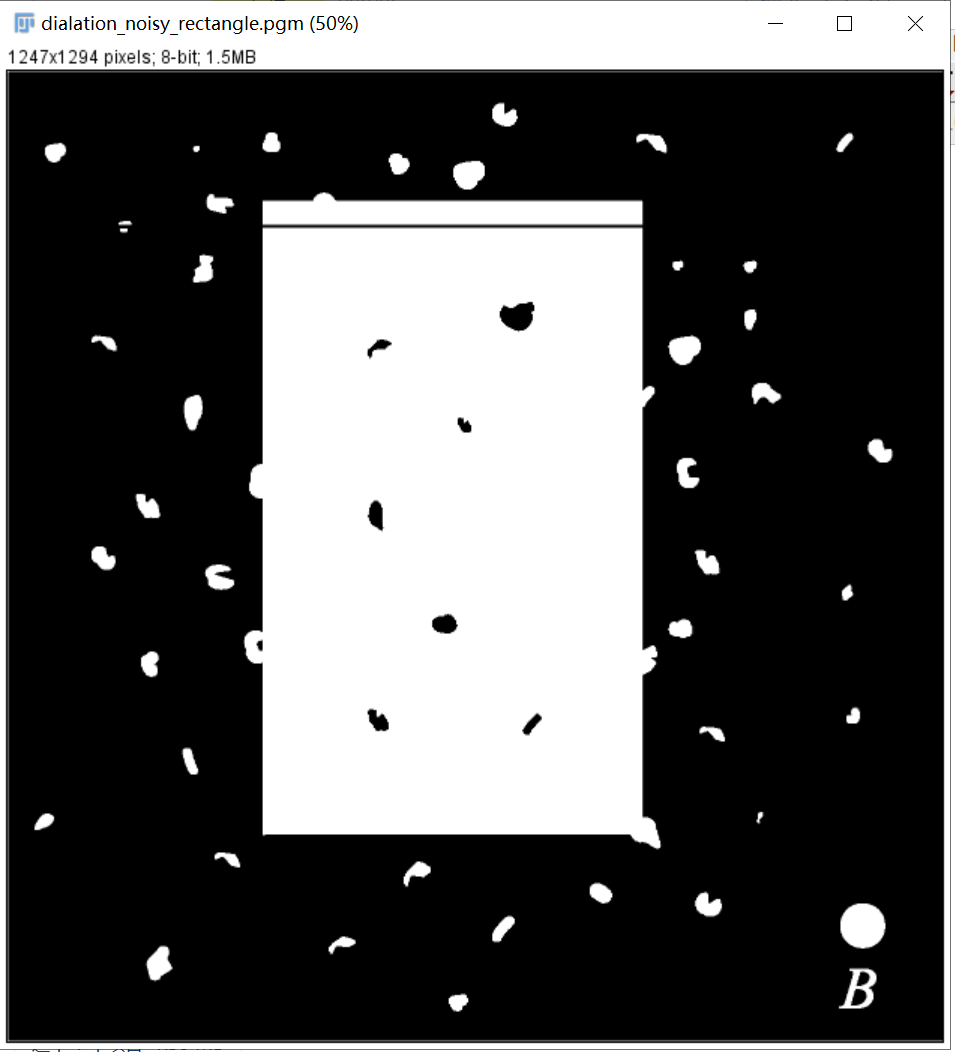 dialation_noisy_rectangle.pgm (50%)
1247x1294 pixels; 8-bit; 1.5MB
B